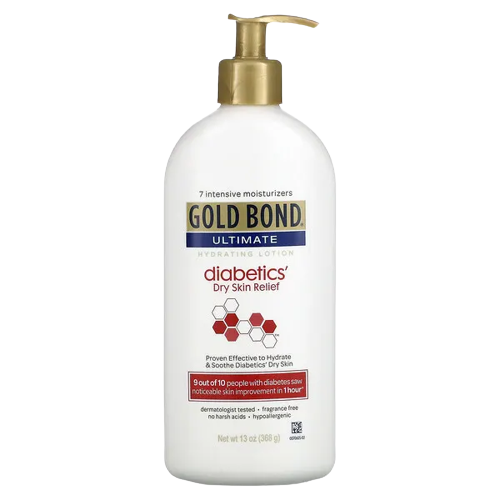 7 intensive moisturizers
GOLD BOND®
ULTIMATE
HYDRATING LOTION
diabetics'
Dry Skin Relief
Proven Effective to Hydrate
& Soothe Diabetics' Dry Skin
9 out of 10 people with diabetes saw
noticeable skin improvement in 1 hour**
dermatologist tested • fragrance free
no harsh acids • hypoallergenic
Net wt 13 oz (368 g)